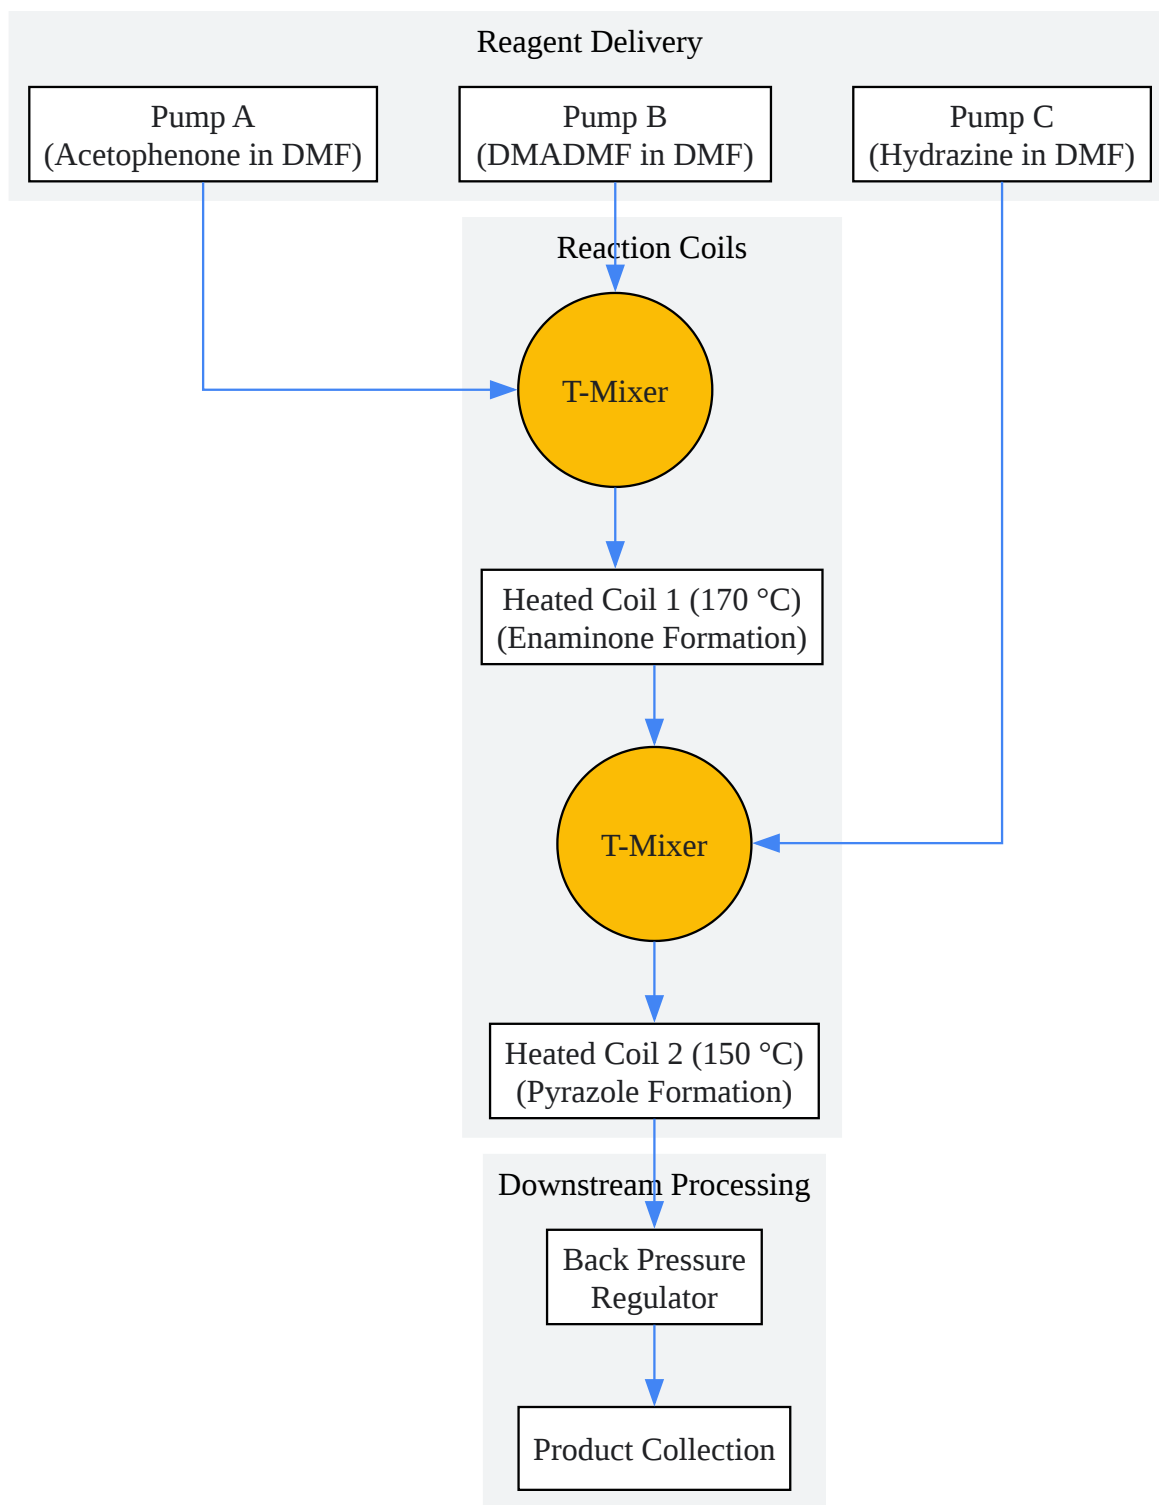 Reagent Delivery
Pump A
(Acetophenone in DMF)
Pump B
(DMADMF in DMF)
Pump C
(Hydrazine in DMF)
Reaction Coils
T-Mixer
Heated Coil 1 (170 °C)
(Enaminone Formation)
T-Mixer
Heated Coil 2 (150 °C)
(Pyrazole Formation)
Downstream Processing
Back Pressure
Regulator
Product Collection